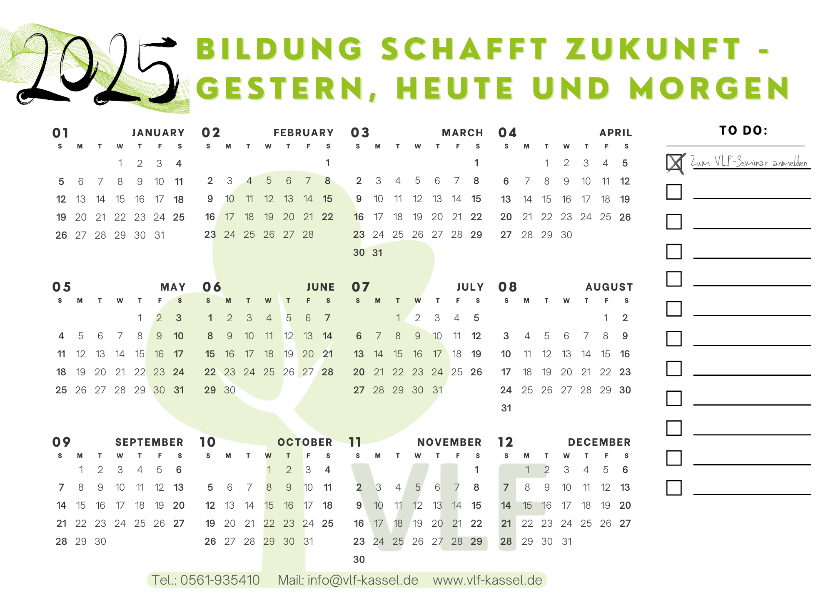 2025
BILDUNG SCHAFFT ZUKUNFT -
GESTERN, HEUTE UND MORGEN
01 JANUARY
S M T W T F S
1 2 3 4
5 6 7 8 9 10 11
12 13 14 15 16 17 18
19 20 21 22 23 24 25
26 27 28 29 30 31
02 FEBRUARY
S M T W T F S
1
2 3 4 5 6 7 8
9 10 11 12 13 14 15
16 17 18 19 20 21 22
23 24 25 26 27 28
03 MARCH
S M T W T F S
1
2 3 4 5 6 7 8
9 10 11 12 13 14 15
16 17 18 19 20 21 22
23 24 25 26 27 28 29
30 31
04 APRIL
S M T W T F S
1 2 3 4 5
6 7 8 9 10 11 12
13 14 15 16 17 18 19
20 21 22 23 24 25 26
27 28 29 30
TO DO:
Zum VLF-Seminar anmelden
05 MAY
S M T W T F S
1 2 3
4 5 6 7 8 9 10
11 12 13 14 15 16 17
18 19 20 21 22 23 24
25 26 27 28 29 30 31
06 JUNE
S M T W T F S
1 2 3 4 5 6 7
8 9 10 11 12 13 14
15 16 17 18 19 20 21
22 23 24 25 26 27 28
29 30
07 JULY
S M T W T F S
1 2 3 4 5
6 7 8 9 10 11 12
13 14 15 16 17 18 19
20 21 22 23 24 25 26
27 28 29 30 31
08 AUGUST
S M T W T F S
1 2
3 4 5 6 7 8 9
10 11 12 13 14 15 16
17 18 19 20 21 22 23
24 25 26 27 28 29 30
31
09 SEPTEMBER
S M T W T F S
1 2 3 4 5 6
7 8 9 10 11 12 13
14 15 16 17 18 19 20
21 22 23 24 25 26 27
28 29 30
10 OCTOBER
S M T W T F S
1 2 3 4
5 6 7 8 9 10 11
12 13 14 15 16 17 18
19 20 21 22 23 24 25
26 27 28 29 30 31
11 NOVEMBER
S M T W T F S
1
2 3 4 5 6 7 8
9 10 11 12 13 14 15
16 17 18 19 20 21 22
23 24 25 26 27 28 29
30
12 DECEMBER
S M T W T F S
1 2 3 4 5 6
7 8 9 10 11 12 13
14 15 16 17 18 19 20
21 22 23 24 25 26 27
28 29 30 31
VLF
Tel.: 0561-935410 Mail: info@vlf-kassel.de www.vlf-kassel.de